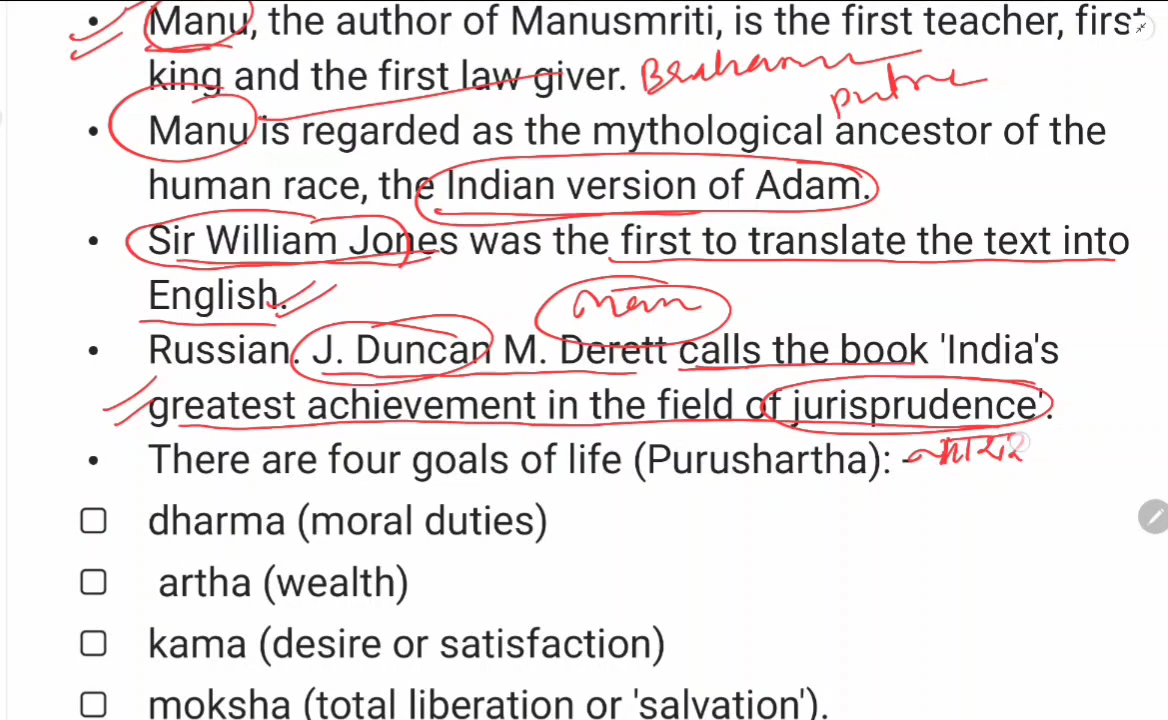 • Manu, the author of Manusmriti, is the first teacher, first
king and the first law giver.
putra
• Manu is regarded as the mythological ancestor of the
human race, the Indian version of Adam.
• Sir William Jones was the first to translate the text into
English.
• Russian. J. Duncan M. Derett calls the book 'India's
greatest achievement in the field of jurisprudence'.
• There are four goals of life (Purushartha): -
dharma (moral duties)
artha (wealth)
kama (desire or satisfaction)
moksha (total liberation or 'salvation').